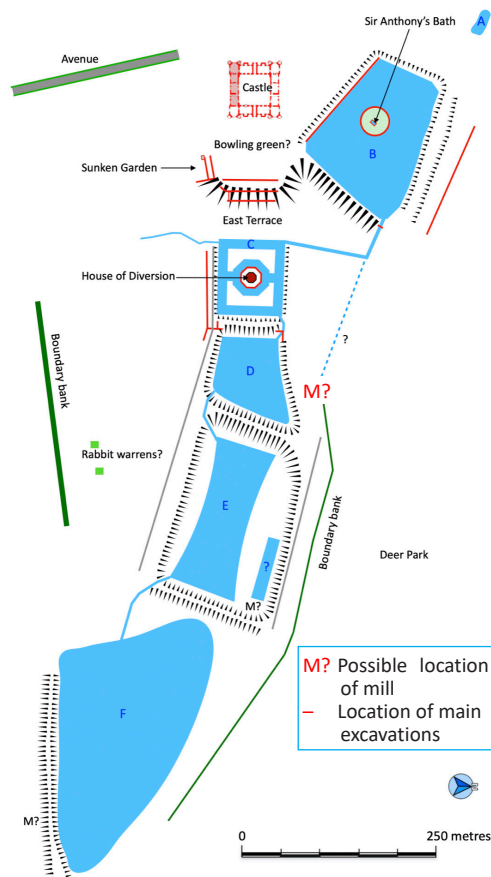 Sir Anthony's Bath
A
Avenue
Castle
B
Bowling green?
Sunken Garden
East Terrace
C
House of Diversion
?
D
M?
Boundary bank
Rabbit warrens?
E
Boundary bank
?
Deer Park
M?
M? Possible location
of mill
– Location of main
excavations
F
M?
0
250 metres